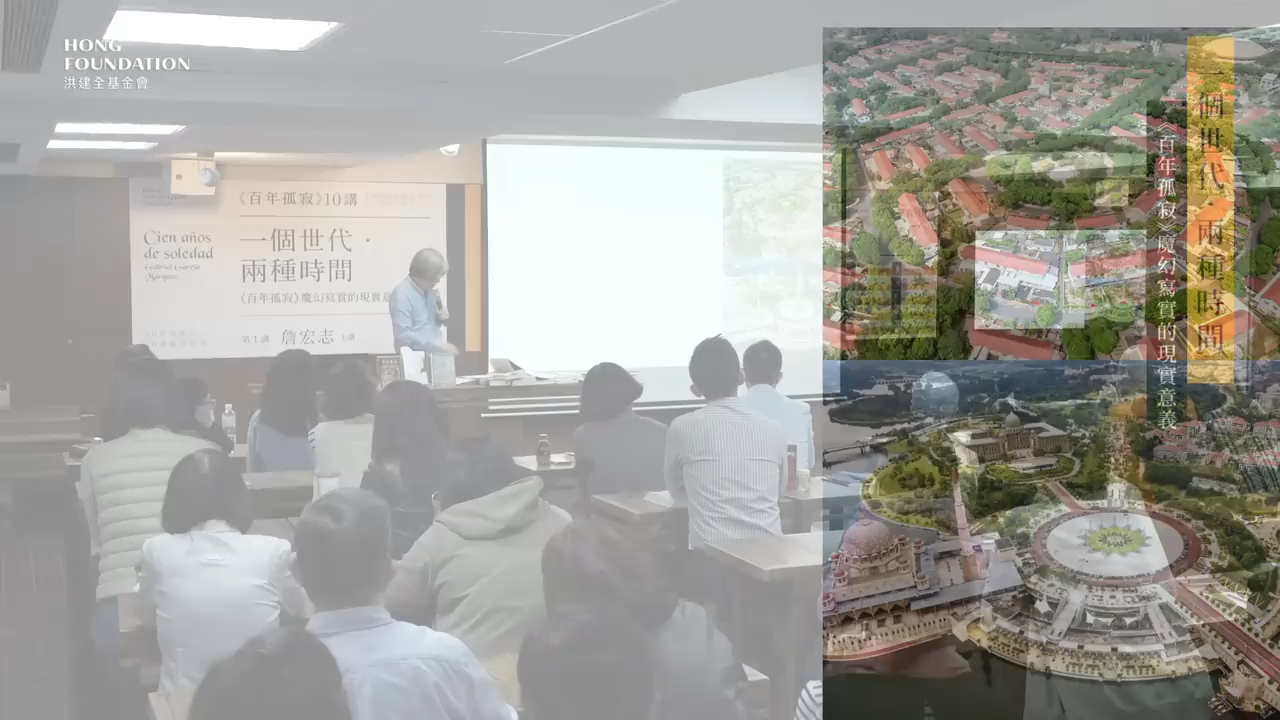 HONG
FOUNDATION
洪建全基金會
《百年孤寂》10講
Cien años
de soledad
Gabriel García
Márquez
一個世代·
兩種時間
《百年孤寂》魔幻寫實的現實意
第1講 詹宏志 主講
一個世代·兩種時間
《百年孤寂》魔幻寫實的現實意義